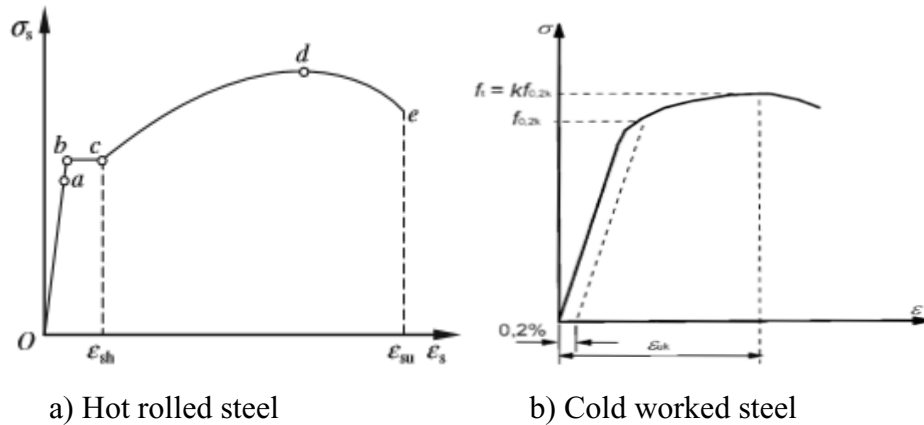 σₛ
d
e
b
c
a
O
εsh
εsu
εₛ
a) Hot rolled steel
σ
fₜ = kf0,2k
f0,2k
0,2%
εuk
ε
b) Cold worked steel